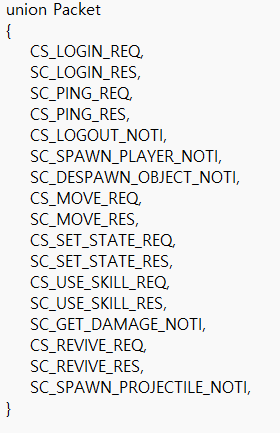 union Packet
{
CS_LOGIN_REQ,
SC_LOGIN_RES,
SC_PING_REQ,
CS_PING_RES,
CS_LOGOUT_NOTI,
SC_SPAWN_PLAYER_NOTI,
SC_DESPAWN_OBJECT_NOTI,
CS_MOVE_REQ,
SC_MOVE_RES,
CS_SET_STATE_REQ,
SC_SET_STATE_RES,
CS_USE_SKILL_REQ,
SC_USE_SKILL_RES,
SC_GET_DAMAGE_NOTI,
CS_REVIVE_REQ,
SC_REVIVE_RES,
SC_SPAWN_PROJECTILE_NOTI,
}